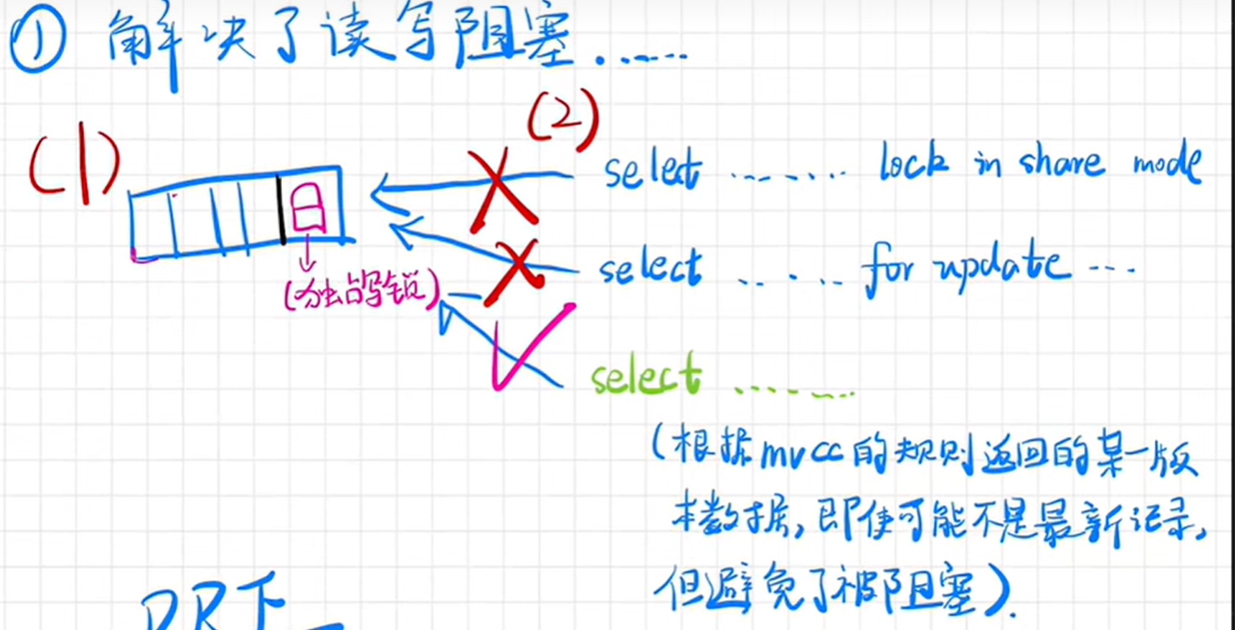 ① 解决了读写阻塞......
(1)
(2)
select ....... lock in share mode
select ..... for update ...
(独占写锁)
select .......
(根据mvcc的规则返回的某一版
本数据,即使可能不是最新记录,
但避免了被阻塞).
RR下